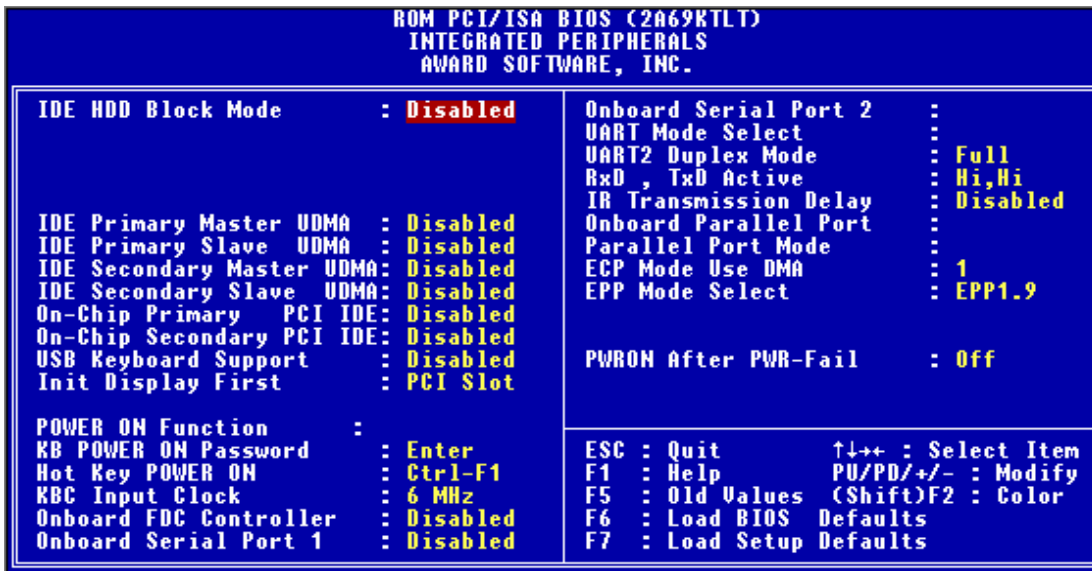 ROM PCI/ISA BIOS (2A69KTLT)
INTEGRATED PERIPHERALS
AWARD SOFTWARE, INC.
IDE HDD Block Mode : Disabled
IDE Primary Master UDMA : Disabled
IDE Primary Slave UDMA : Disabled
IDE Secondary Master UDMA: Disabled
IDE Secondary Slave UDMA: Disabled
On-Chip Primary PCI IDE: Disabled
On-Chip Secondary PCI IDE: Disabled
USB Keyboard Support : Disabled
Init Display First : PCI Slot
POWER ON Function :
KB POWER ON Password : Enter
Hot Key POWER ON : Ctrl-F1
KBC Input Clock : 6 MHz
Onboard FDC Controller : Disabled
Onboard Serial Port 1 : Disabled
Onboard Serial Port 2 :
UART Mode Select :
UART2 Duplex Mode : Full
RxD , TxD Active : Hi,Hi
IR Transmission Delay : Disabled
Onboard Parallel Port :
Parallel Port Mode :
ECP Mode Use DMA : 1
EPP Mode Select : EPP1.9
PWRON After PWR-Fail : Off
ESC : Quit ↑↓→← : Select Item
F1 : Help PU/PD/+/- : Modify
F5 : Old Values (Shift)F2 : Color
F6 : Load BIOS Defaults
F7 : Load Setup Defaults